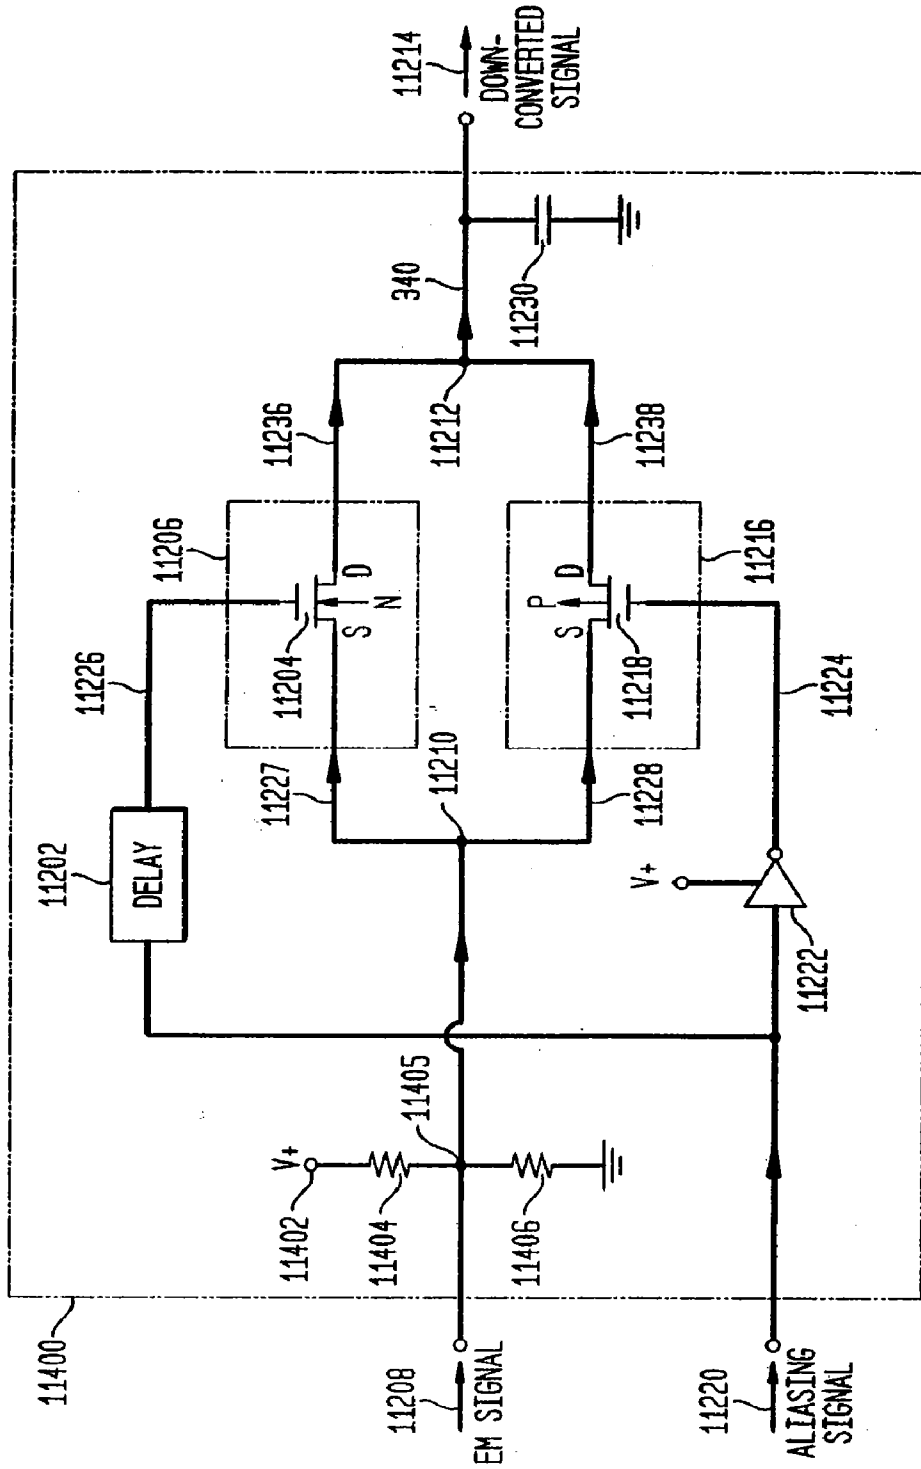 11400
11202
DELAY
11226
11206
11236
11214
DOWN-
CONVERTED
SIGNAL
11204
S
D
N
V+
11402
11404
11405
11227
11210
11212
340
11230
11208
EM SIGNAL
11406
11228
P
S
D
11218
11238
11216
V+
11222
11224
11220
ALIASING
SIGNAL